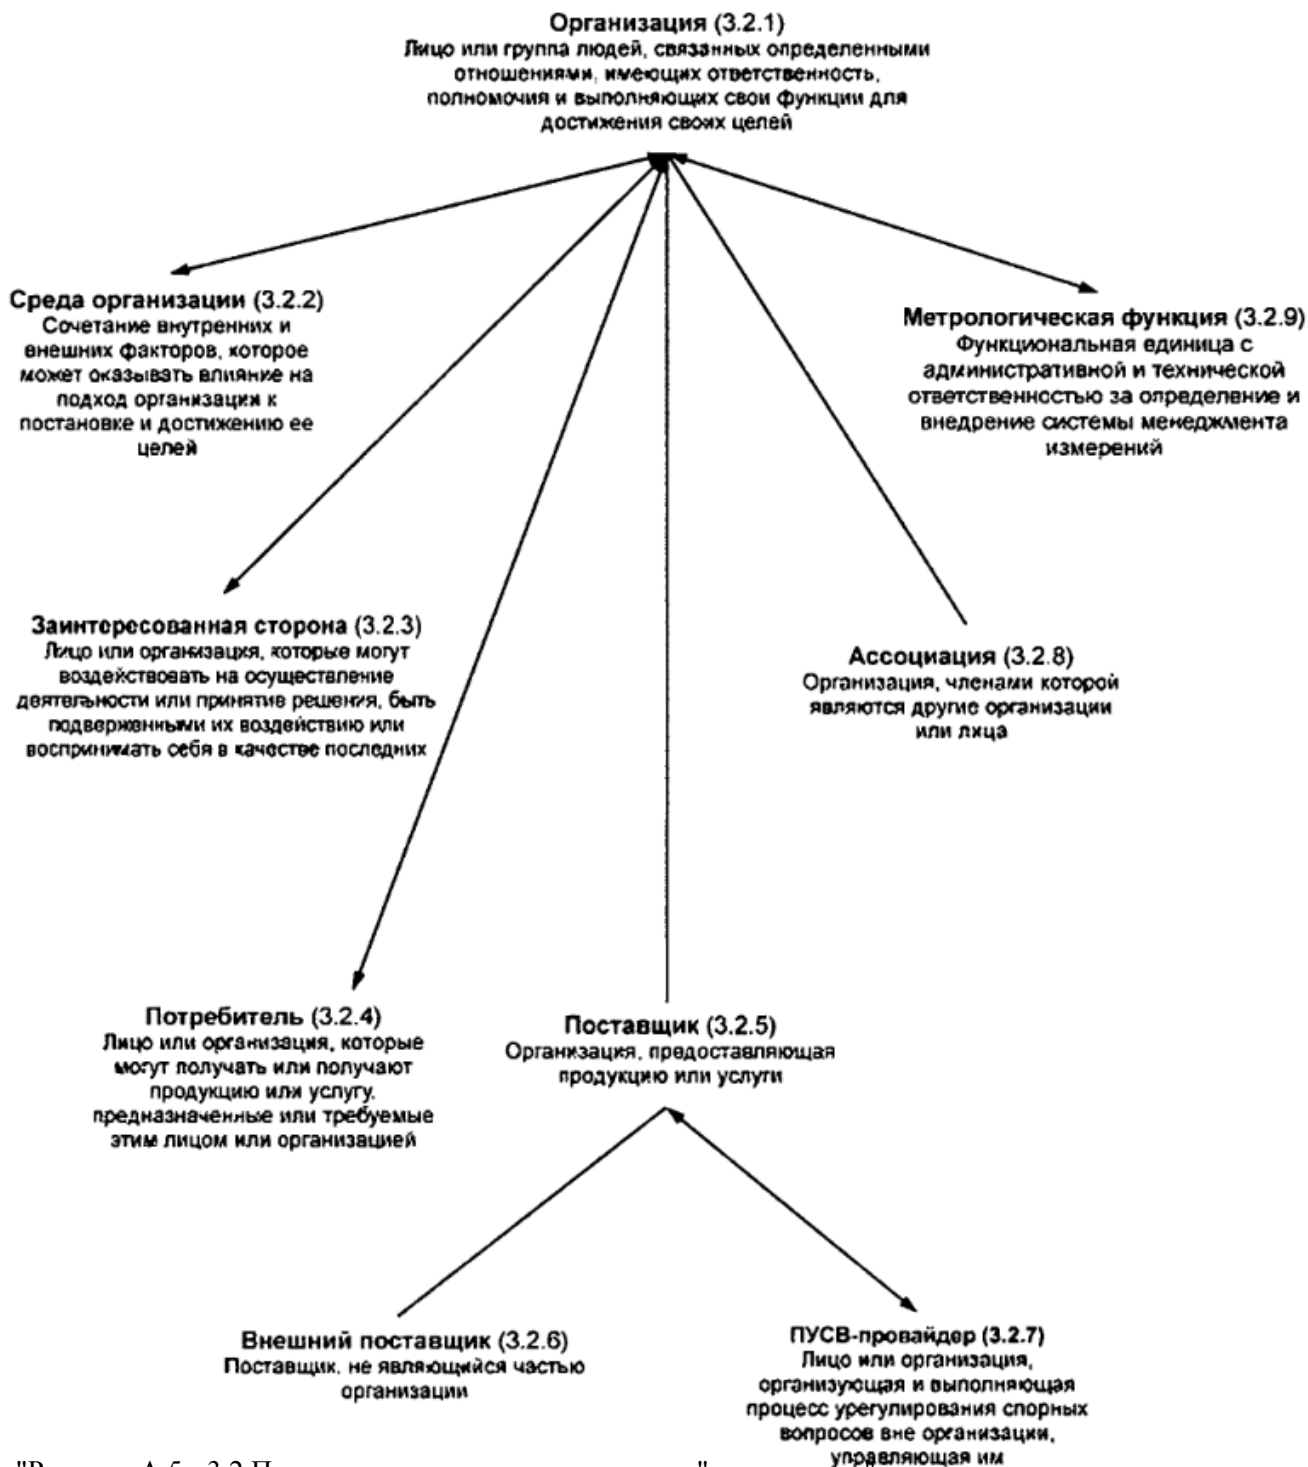 Организация (3.2.1)
Лицо или группа людей, связанных определенными
отношениями, имеющих ответственность,
полномочия и выполняющих свои функции для
достижения своих целей
Среда организации (3.2.2)
Сочетание внутренних и
внешних факторов, которое
может оказывать влияние на
подход организации к
постановке и достижению ее
целей
Метрологическая функция (3.2.9)
Функциональная единица с
административной и технической
ответственностью за определение и
внедрение системы менеджмента
измерений
Заинтересованная сторона (3.2.3)
Лицо или организация, которые могут
воздействовать на осуществление
деятельности или принятие решения, быть
подверженными их воздействию или
воспринимать себя в качестве последних
Ассоциация (3.2.8)
Организация, членами которой
являются другие организации
или лица
Потребитель (3.2.4)
Лицо или организация, которые
могут получать или получают
продукцию или услугу,
предназначенные или требуемые
этим лицом или организацией
Поставщик (3.2.5)
Организация, предоставляющая
продукцию или услуги
Внешний поставщик (3.2.6)
Поставщик, не являющийся частью
организации
ПУСВ-провайдер (3.2.7)
Лицо или организация,
организующая и выполняющая
процесс урегулирования спорных
вопросов вне организации,
управляющая им